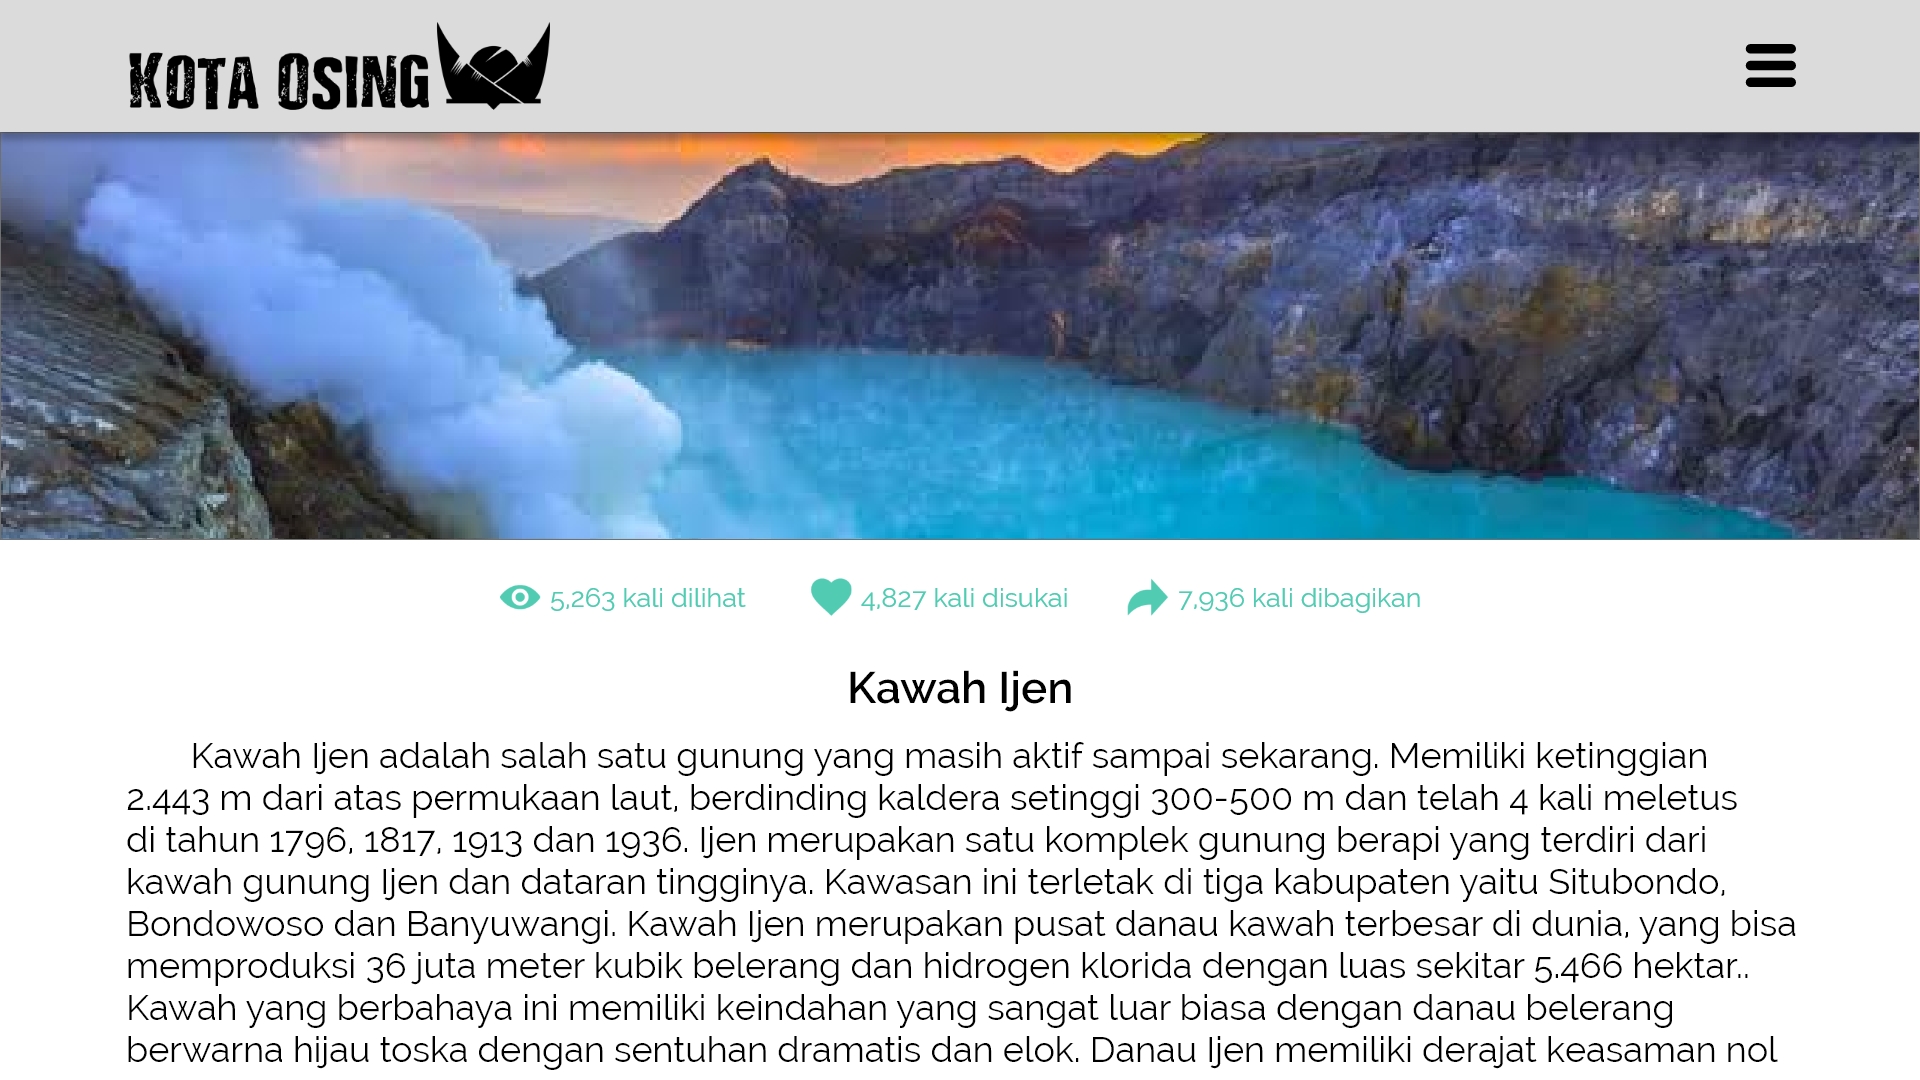 KOTA OSING
5,263 kali dilihat
4,827 kali disukai
7,936 kali dibagikan
Kawah Ijen
Kawah Ijen adalah salah satu gunung yang masih aktif sampai sekarang. Memiliki ketinggian
2.443 m dari atas permukaan laut, berdinding kaldera setinggi 300-500 m dan telah 4 kali meletus
di tahun 1796, 1817, 1913 dan 1936. Ijen merupakan satu komplek gunung berapi yang terdiri dari
kawah gunung Ijen dan dataran tingginya. Kawasan ini terletak di tiga kabupaten yaitu Situbondo,
Bondowoso dan Banyuwangi. Kawah Ijen merupakan pusat danau kawah terbesar di dunia, yang bisa
memproduksi 36 juta meter kubik belerang dan hidrogen klorida dengan luas sekitar 5.466 hektar..
Kawah yang berbahaya ini memiliki keindahan yang sangat luar biasa dengan danau belerang
berwarna hijau toska dengan sentuhan dramatis dan elok. Danau Ijen memiliki derajat keasaman nol